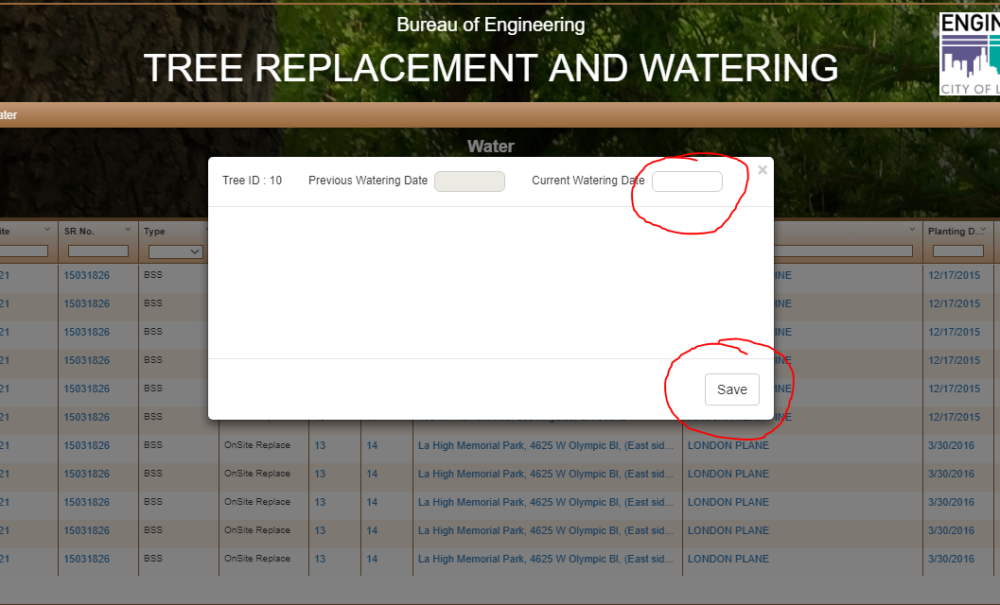 Bureau of Engineering
TREE REPLACEMENT AND WATERING
ENGIN
CITY OF L
ater
Water
Tree ID : 10 Previous Watering Date Current Watering Date ×
ite SR No. Type Planting D...
21 15031826 BSS INE 12/17/2015
21 15031826 BSS INE 12/17/2015
21 15031826 BSS INE 12/17/2015
21 15031826 BSS INE 12/17/2015
21 15031826 BSS INE 12/17/2015
Save
21 15031826 BSS INE 12/17/2015
21 15031826 BSS OnSite Replace 13 14 La High Memorial Park, 4625 W Olympic Bl, (East sid... LONDON PLANE 3/30/2016
21 15031826 BSS OnSite Replace 13 14 La High Memorial Park, 4625 W Olympic Bl, (East sid... LONDON PLANE 3/30/2016
21 15031826 BSS OnSite Replace 13 14 La High Memorial Park, 4625 W Olympic Bl, (East sid... LONDON PLANE 3/30/2016
21 15031826 BSS OnSite Replace 13 14 La High Memorial Park, 4625 W Olympic Bl, (East sid... LONDON PLANE 3/30/2016
21 15031826 BSS OnSite Replace 13 14 La High Memorial Park, 4625 W Olympic Bl, (East sid... LONDON PLANE 3/30/2016